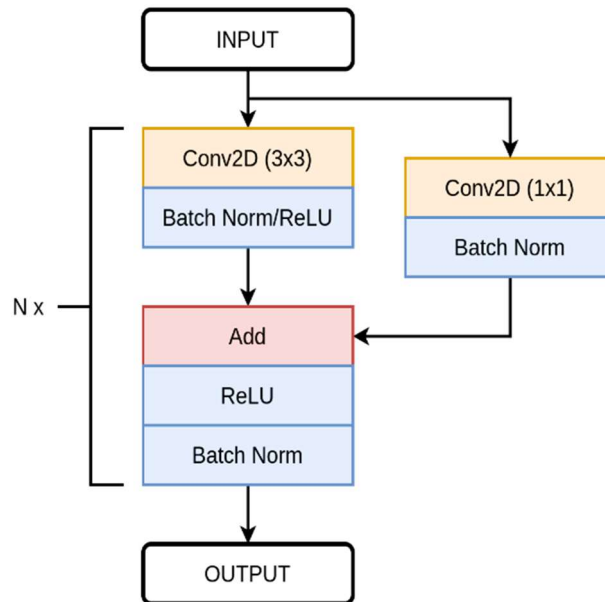 INPUT
Conv2D (3x3)
Batch Norm/ReLU
Conv2D (1x1)
Batch Norm
N x
Add
ReLU
Batch Norm
OUTPUT